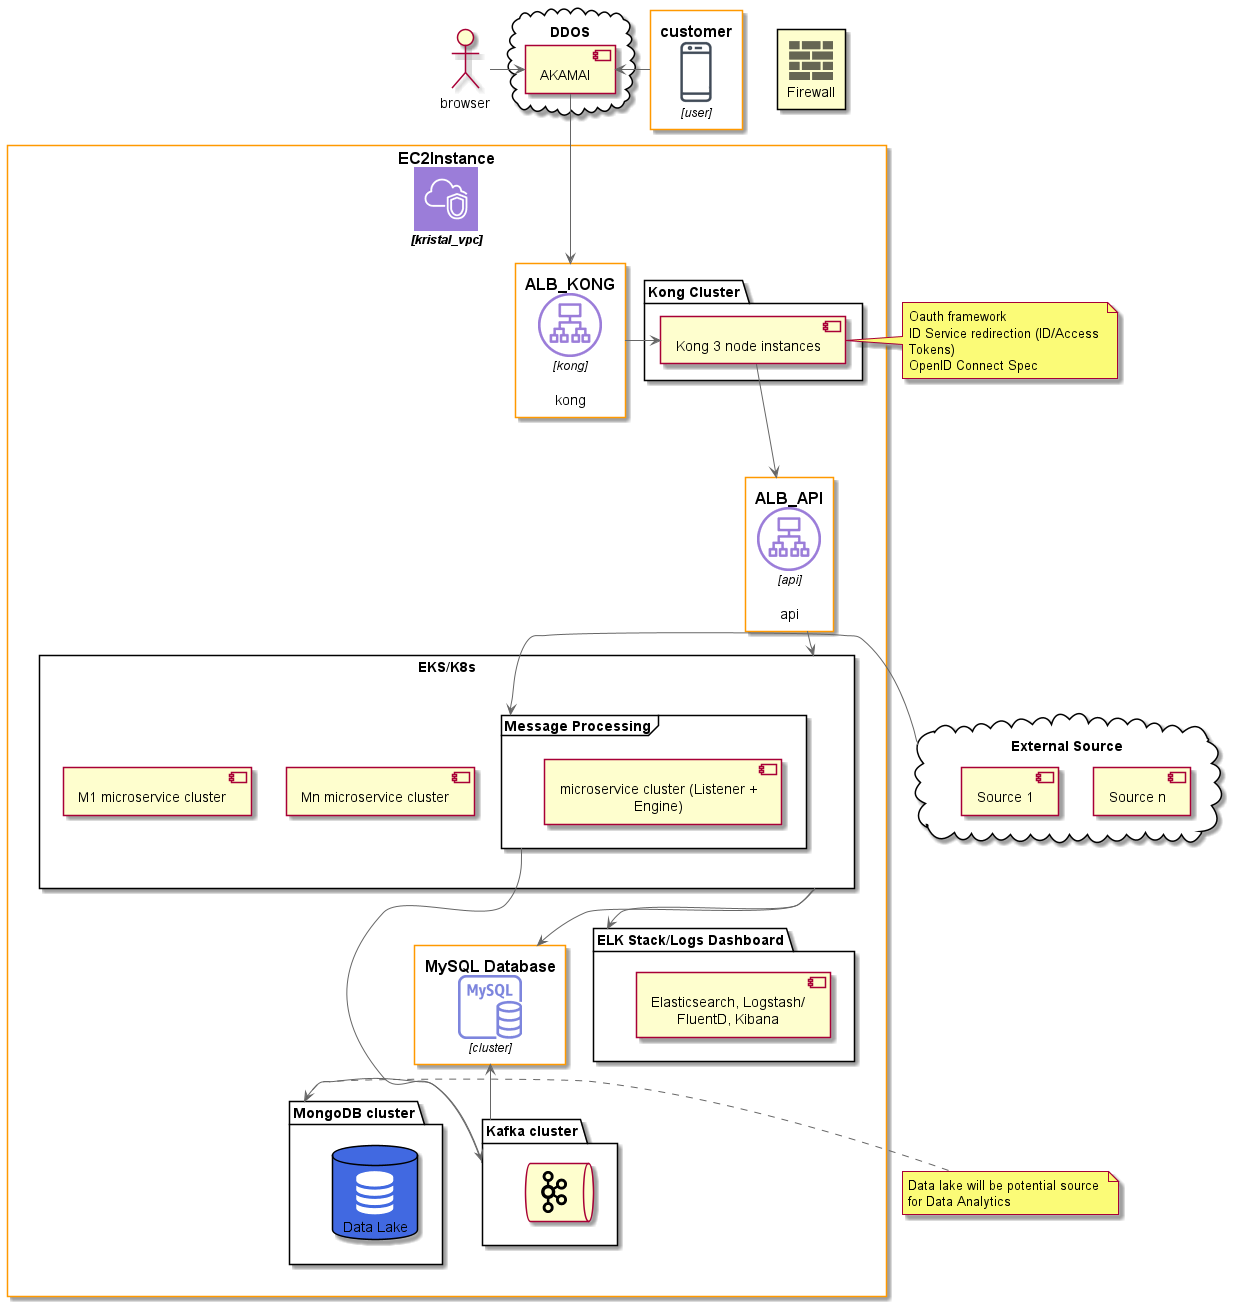 DDOS
AKAMAI
browser
customer
[user]
Firewall
EC2Instance
[kristal_vpc]
ALB_KONG
[kong]
kong
Kong Cluster
Kong 3 node instances
Oauth framework
ID Service redirection (ID/Access
Tokens)
OpenID Connect Spec
ALB_API
[api]
api
EKS/K8s
Message Processing
microservice cluster (Listener +
Engine)
M1 microservice cluster
Mn microservice cluster
External Source
Source 1
Source n
MySQL Database
MySQL
[cluster]
ELK Stack/Logs Dashboard
Elasticsearch, Logstash/
FluentD, Kibana
MongoDB cluster
Data Lake
Kafka cluster
Data lake will be potential source
for Data Analytics